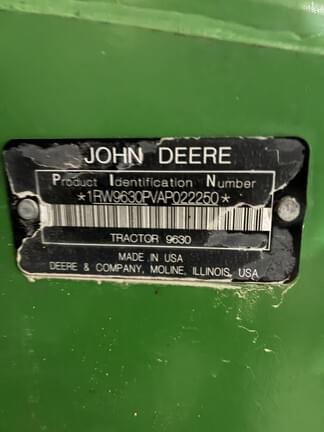 JOHN DEERE
Product Identification Number
*1RW9630PVAP022250*
TRACTOR 9630
MADE IN USA
DEERE & COMPANY, MOLINE, ILLINOIS, USA